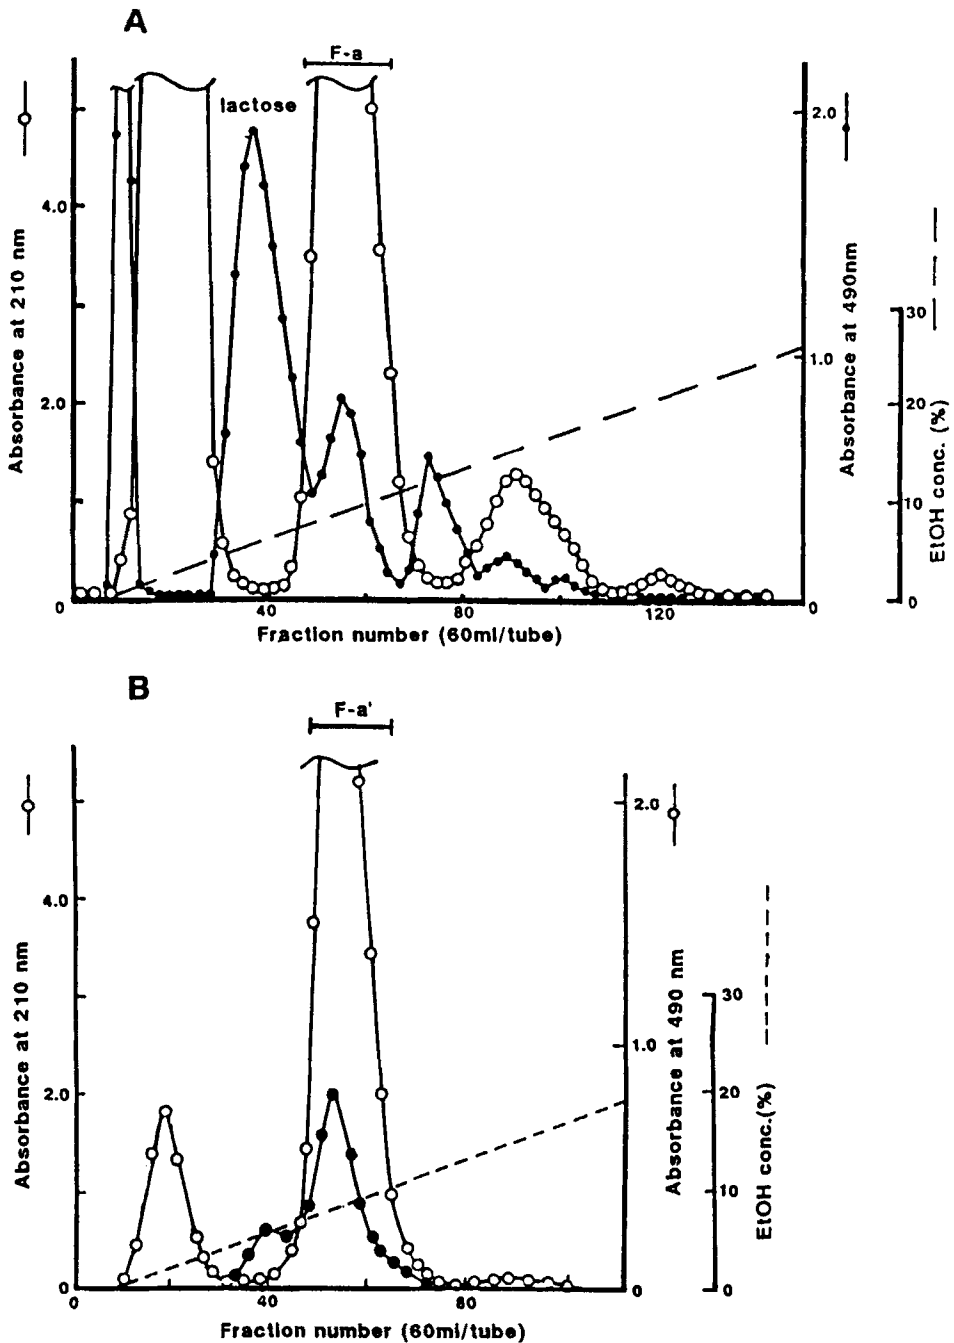 A
F-a
lactose
Absorbance at 210 nm
4.0
2.0
0
40
80
120
Fraction number (60ml/tube)
2.0
1.0
0
Absorbance at 490nm
30
20
10
0
EtOH conc. (%)
B
F-a'
Absorbance at 210 nm
4.0
2.0
0
0
40
80
Fraction number (60ml/tube)
2.0
1.0
0
Absorbance at 490 nm
30
20
10
0
EtOH conc.(%)